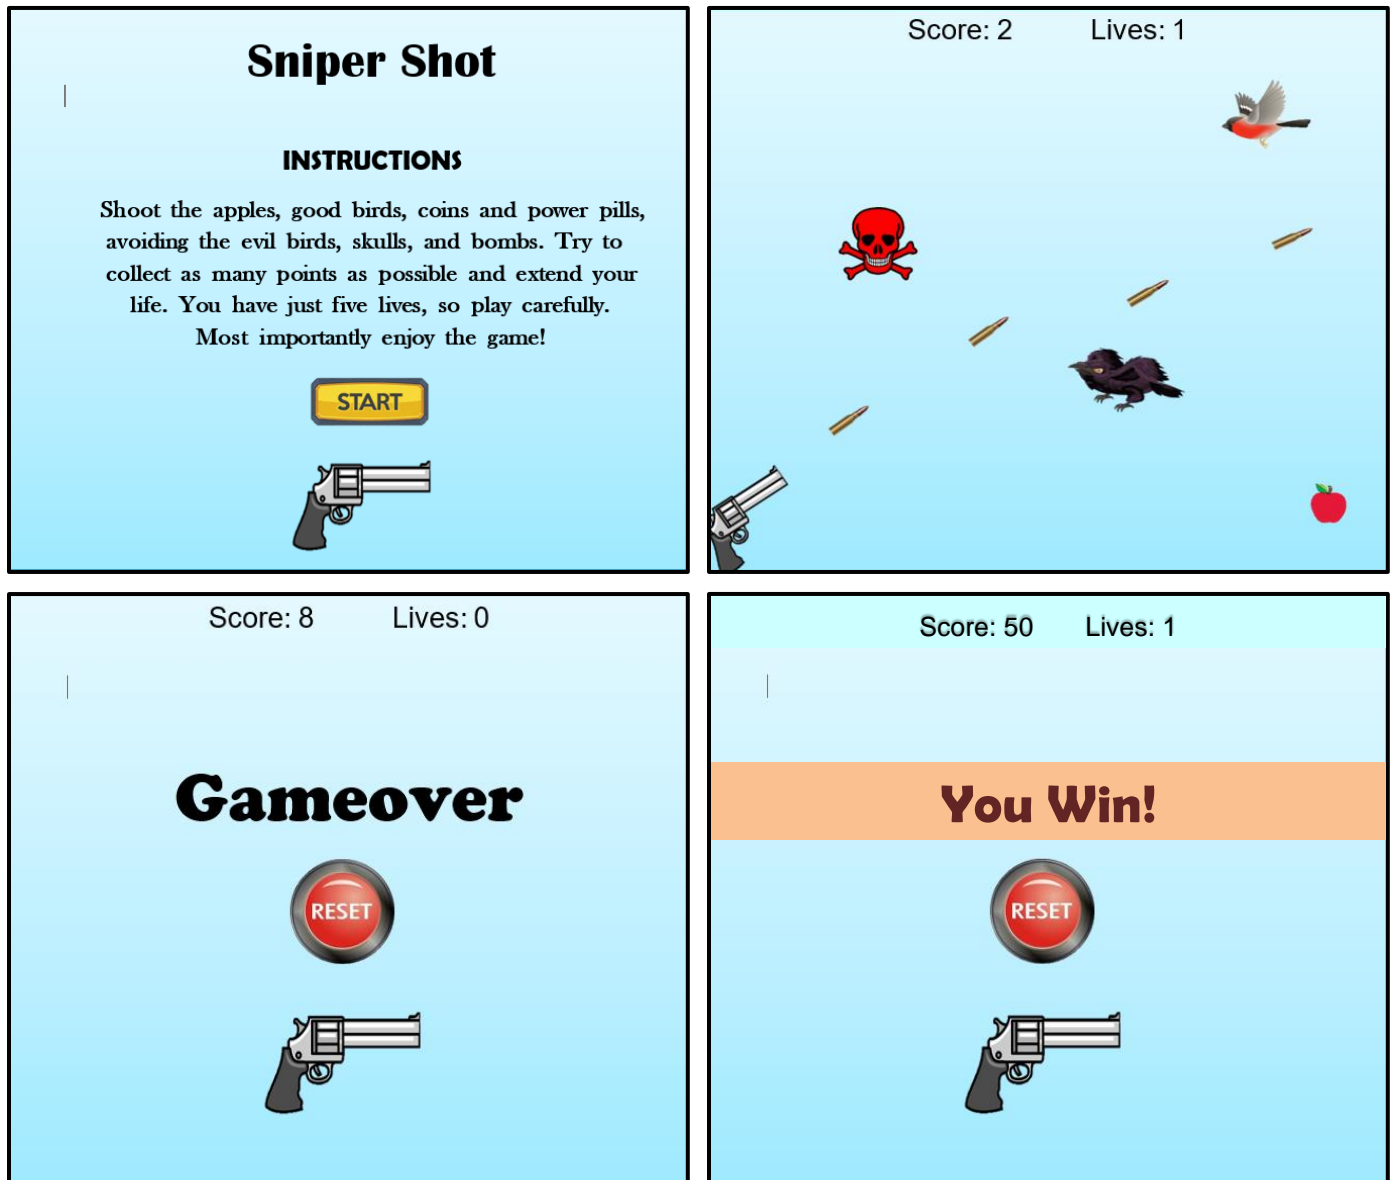 Sniper Shot
INSTRUCTIONS
Shoot the apples, good birds, coins and power pills,
avoiding the evil birds, skulls, and bombs. Try to
collect as many points as possible and extend your
life. You have just five lives, so play carefully.
Most importantly enjoy the game!
START
Score: 2 Lives: 1
Score: 8 Lives: 0
Gameover
RESET
Score: 50 Lives: 1
You Win!
RESET